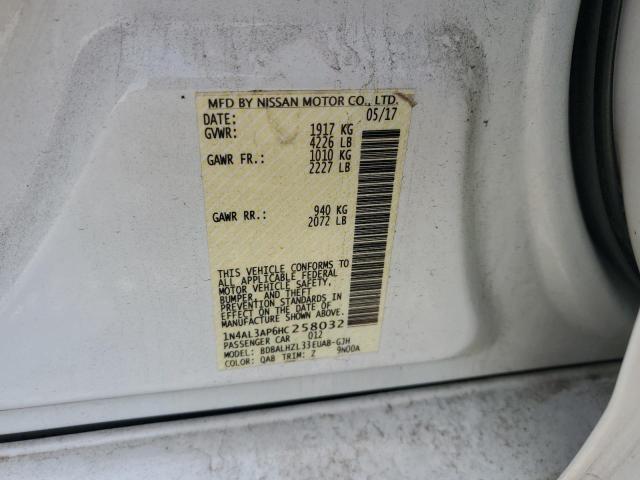 MFD BY NISSAN MOTOR CO., LTD.
DATE: 05/17
GVWR: 1917 KG
4226 LB
GAWR FR.: 1010 KG
2227 LB
GAWR RR.: 940 KG
2072 LB
THIS VEHICLE CONFORMS TO
ALL APPLICABLE FEDERAL
MOTOR VEHICLE SAFETY,
BUMPER, AND THEFT
PREVENTION STANDARDS IN
EFFECT ON THE DATE OF
MANUFACTURE SHOWN ABOVE.
1N4AL3AP6HC258032
PASSENGER CAR 012
MODEL: BDBALHZL33EUAB-GJH
COLOR: QAB TRIM: Z 9N00A